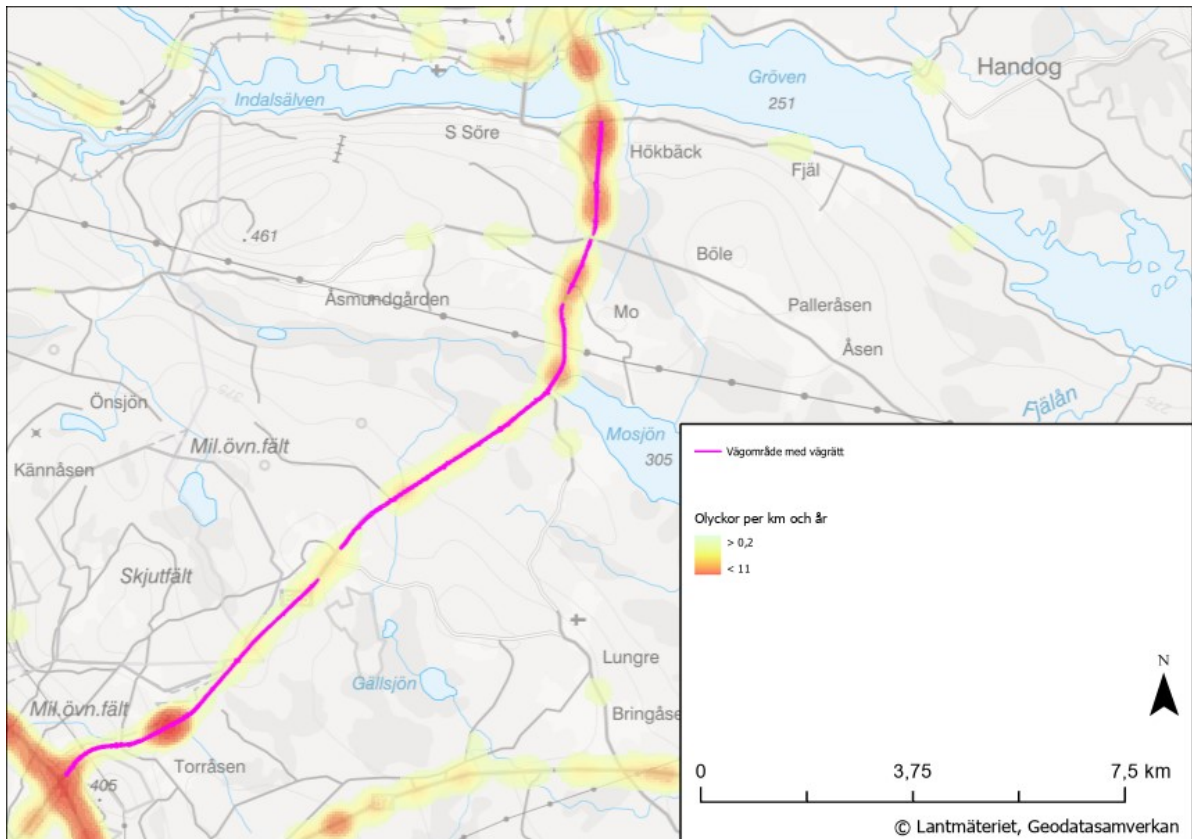 Handog
Gröven
251
Indalsälven
S Söre
Hökbäck
Fjäl
461
Böle
Åsmundgården
Mo
Palleråsen
Åsen
Önsjön
375
275
Fjälån
Mosjön
305
Mil.övn.fält
Kännåsen
Skjutfält
Lungre
Gällsjön
Mil.övn.fält
Bringåse
Torråsen
405
Vägområde med vägrätt
Olyckor per km och år
> 0,2
< 11
N
0 3,75 7,5 km
© Lantmäteriet, Geodatasamverkan